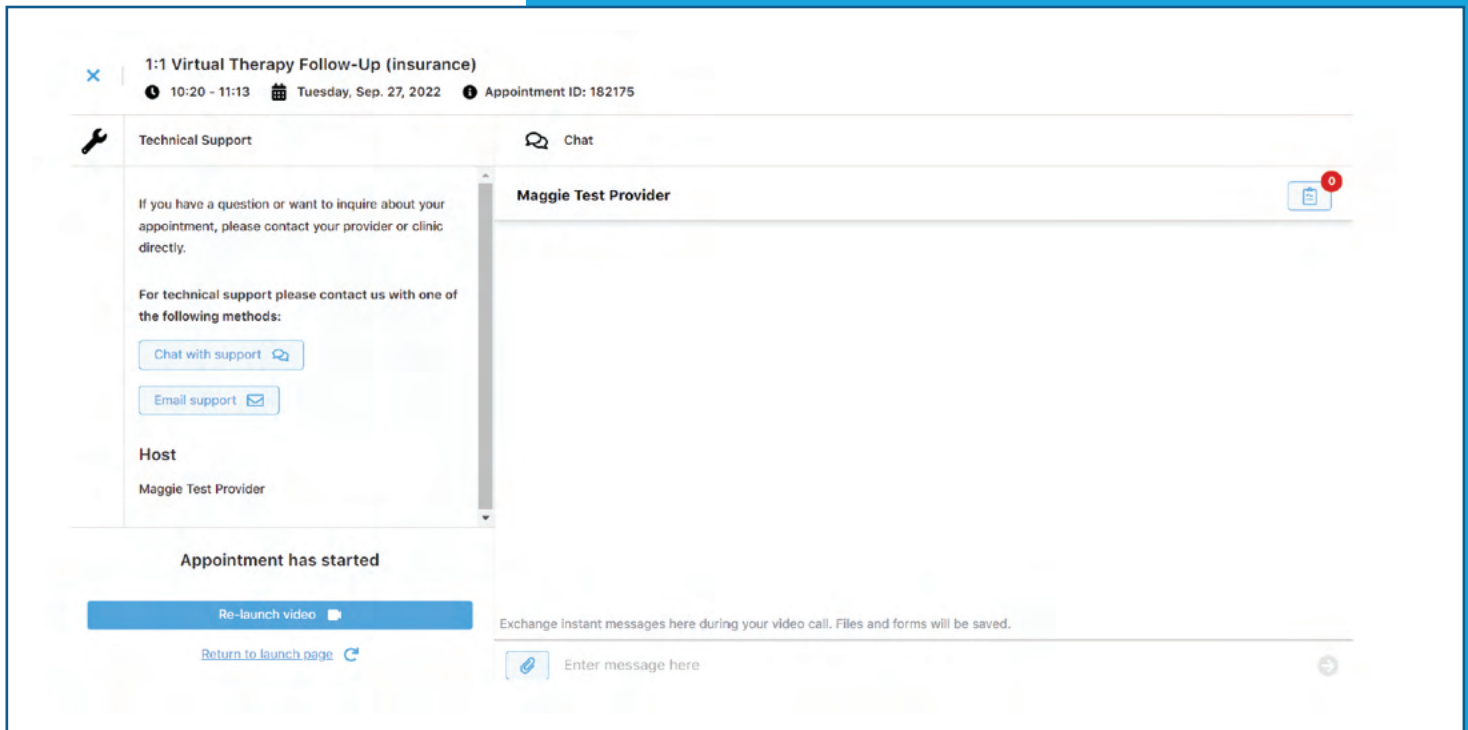 1:1 Virtual Therapy Follow-Up (insurance)
10:20 - 11:13 Tuesday, Sep. 27, 2022 Appointment ID: 182175
Technical Support
If you have a question or want to inquire about your
appointment, please contact your provider or clinic
directly.
For technical support please contact us with one of
the following methods:
Chat with support
Email support
Host
Maggie Test Provider
Appointment has started
Re-launch video
Return to launch page
Chat
Maggie Test Provider
0
Exchange instant messages here during your video call. Files and forms will be saved.
Enter message here